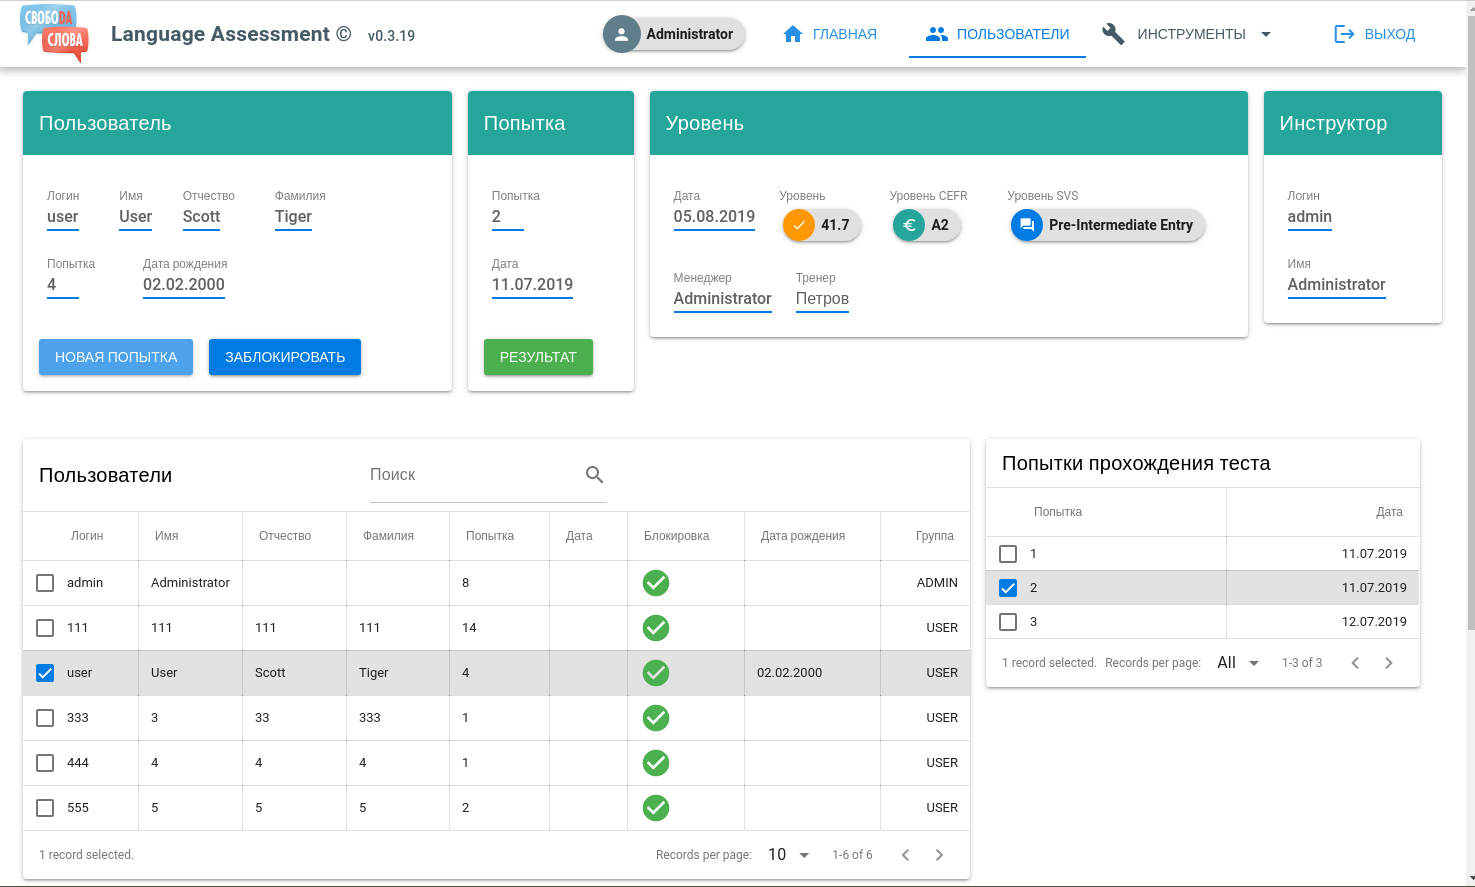 СВОБОDA СЛОВА
Language Assessment © v0.3.19
Administrator
ГЛАВНАЯ
ПОЛЬЗОВАТЕЛИ
ИНСТРУМЕНТЫ
ВЫХОД
Пользователь
Логин Имя Отчество Фамилия
user User Scott Tiger
Попытка Дата рождения
4 02.02.2000
НОВАЯ ПОПЫТКА ЗАБЛОКИРОВАТЬ
Попытка
Попытка
2
Дата
11.07.2019
РЕЗУЛЬТАТ
Уровень
Дата Уровень Уровень CEFR Уровень SVS
05.08.2019 41.7 € A2 Pre-Intermediate Entry
Менеджер Тренер
Administrator Петров
Инструктор
Логин
admin
Имя
Administrator
Пользователи Поиск
Логин Имя Отчество Фамилия Попытка Дата Блокировка Дата рождения Группа
admin Administrator 8 ADMIN
111 111 111 111 14 USER
user User Scott Tiger 4 02.02.2000 USER
333 3 33 333 1 USER
444 4 4 4 1 USER
555 5 5 5 2 USER
1 record selected. Records per page: 10 1-6 of 6
Попытки прохождения теста
Попытка Дата
1 11.07.2019
2 11.07.2019
3 12.07.2019
1 record selected. Records per page: All 1-3 of 3